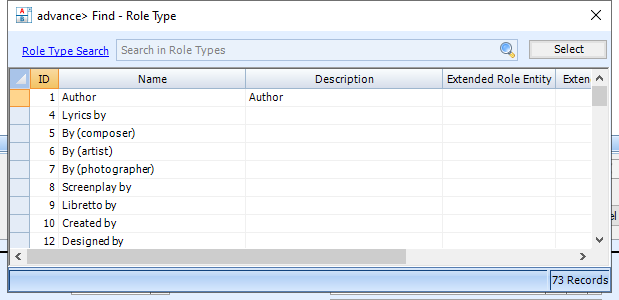 advance> Find - Role Type
Role Type Search Search in Role Types Select
ID Name Description Extended Role Entity Exten
1 Author Author
4 Lyrics by
5 By (composer)
6 By (artist)
7 By (photographer)
8 Screenplay by
9 Libretto by
10 Created by
12 Designed by
73 Records